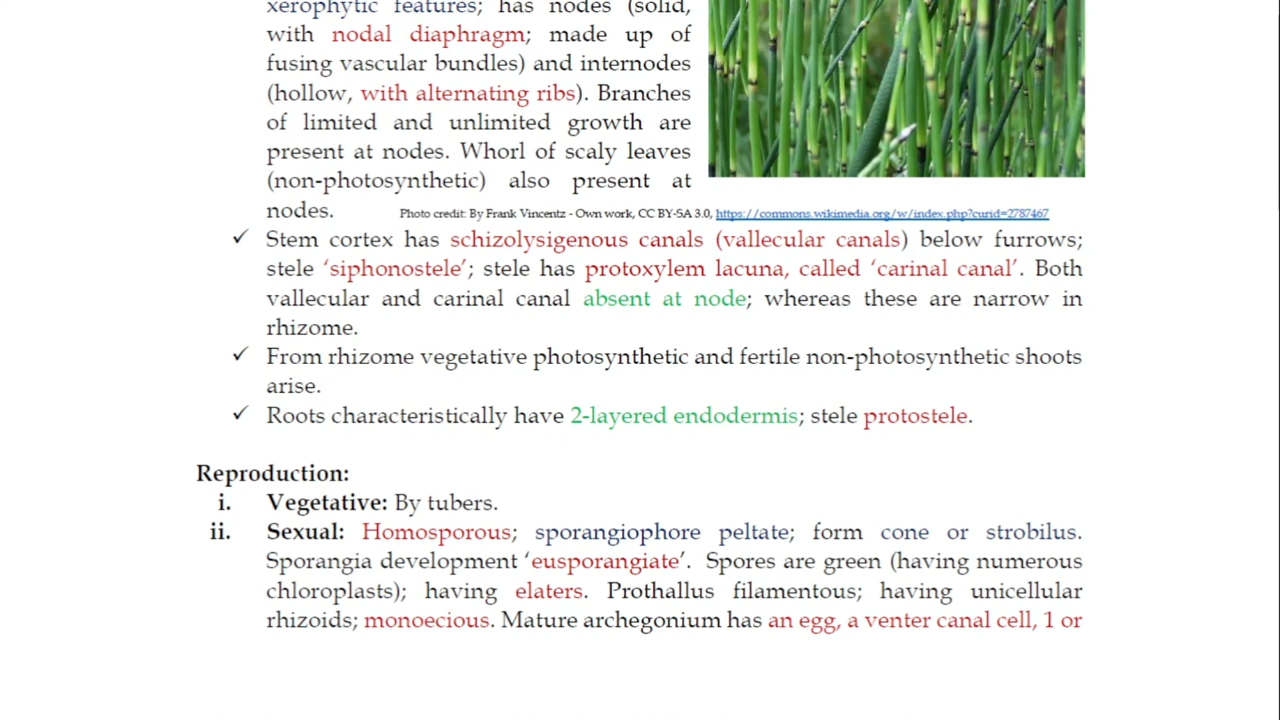 xerophytic features; has nodes (solid,
with nodal diaphragm; made up of
fusing vascular bundles) and internodes
(hollow, with alternating ribs). Branches
of limited and unlimited growth are
present at nodes. Whorl of scaly leaves
(non-photosynthetic) also present at
nodes.
Photo credit: By Frank Vincentz - Own work, CC BY-SA 3.0, https://commons.wikimedia.org/w/index.php?curid=2787467
✓ Stem cortex has schizolysigenous canals (vallecular canals) below furrows;
stele ‘siphonostele’; stele has protoxylem lacuna, called ‘carinal canal’. Both
vallecular and carinal canal absent at node; whereas these are narrow in
rhizome.
✓ From rhizome vegetative photosynthetic and fertile non-photosynthetic shoots
arise.
✓ Roots characteristically have 2-layered endodermis; stele protostele.
Reproduction:
i. Vegetative: By tubers.
ii. Sexual: Homosporous; sporangiophore peltate; form cone or strobilus.
Sporangia development ‘eusporangiate’. Spores are green (having numerous
chloroplasts); having elaters. Prothallus filamentous; having unicellular
rhizoids; monoecious. Mature archegonium has an egg, a venter canal cell, 1 or